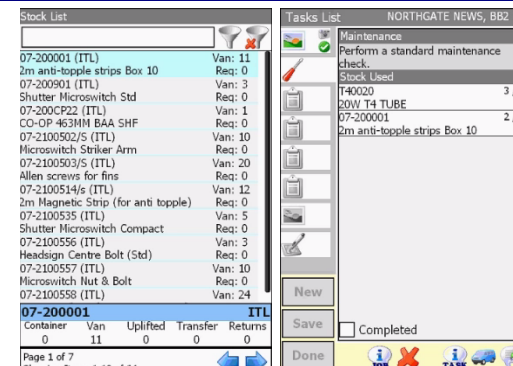 Stock List
07-200001 (ITL) Van: 11
2m anti-topple strips Box 10 Req: 0
07-200901 (ITL) Van: 3
Shutter Microswitch Std Req: 0
07-200CP22 (ITL) Van: 1
CO-OP 463MM BAA SHF Req: 0
07-2100502/S (ITL) Van: 10
Microswitch Striker Arm Req: 0
07-2100503/S (ITL) Van: 20
Allen screws for fins Req: 0
07-2100514/s (ITL) Van: 12
2m Magnetic Strip (for anti topple) Req: 0
07-2100535 (ITL) Van: 5
Shutter Microswitch Compact Req: 0
07-2100556 (ITL) Van: 3
Headsign Centre Bolt (Std) Req: 0
07-2100557 (ITL) Van: 10
Microswitch Nut & Bolt Req: 0
07-2100558 (ITL) Van: 24
07-200001 ITL
Container Van Uplifted Transfer Returns
0 11 0 0 0
Page 1 of 7
Tasks List NORTHGATE NEWS, BB2
Maintenance
Perform a standard maintenance
check.
Stock Used
T40020 3
20W T4 TUBE
07-200001 2
2m anti-topple strips Box 10
New
Save
Completed
Done
JOB
TASK